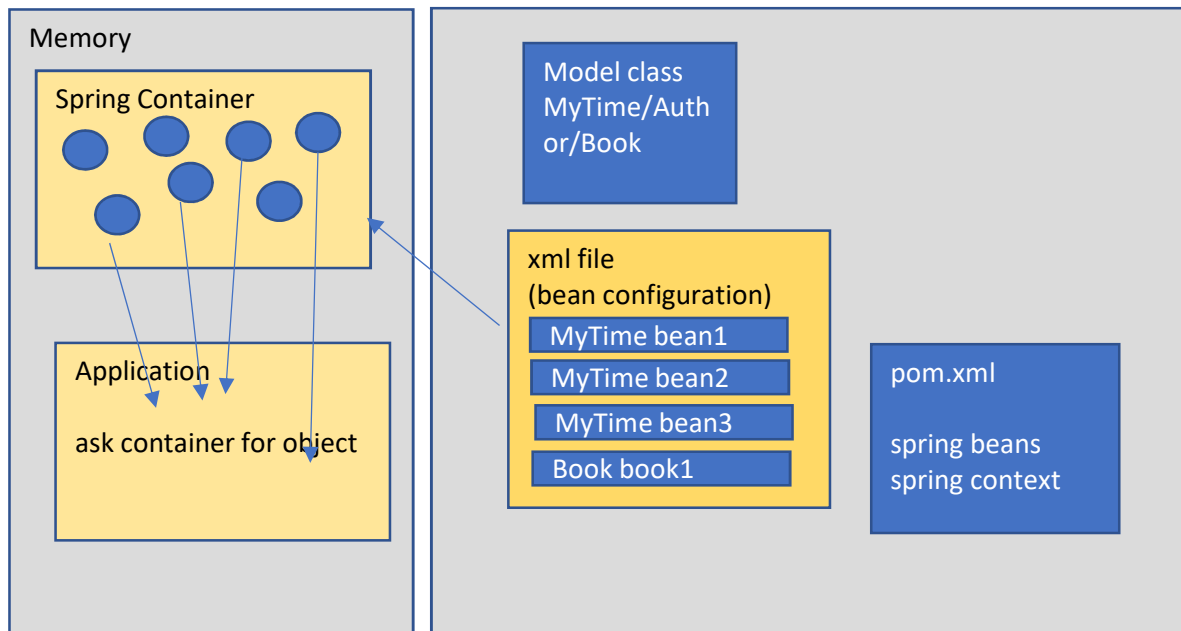 Memory
Spring Container
Application
ask container for object
Model class
MyTime/Auth
or/Book
xml file
(bean configuration)
MyTime bean1
MyTime bean2
MyTime bean3
Book book1
pom.xml
spring beans
spring context